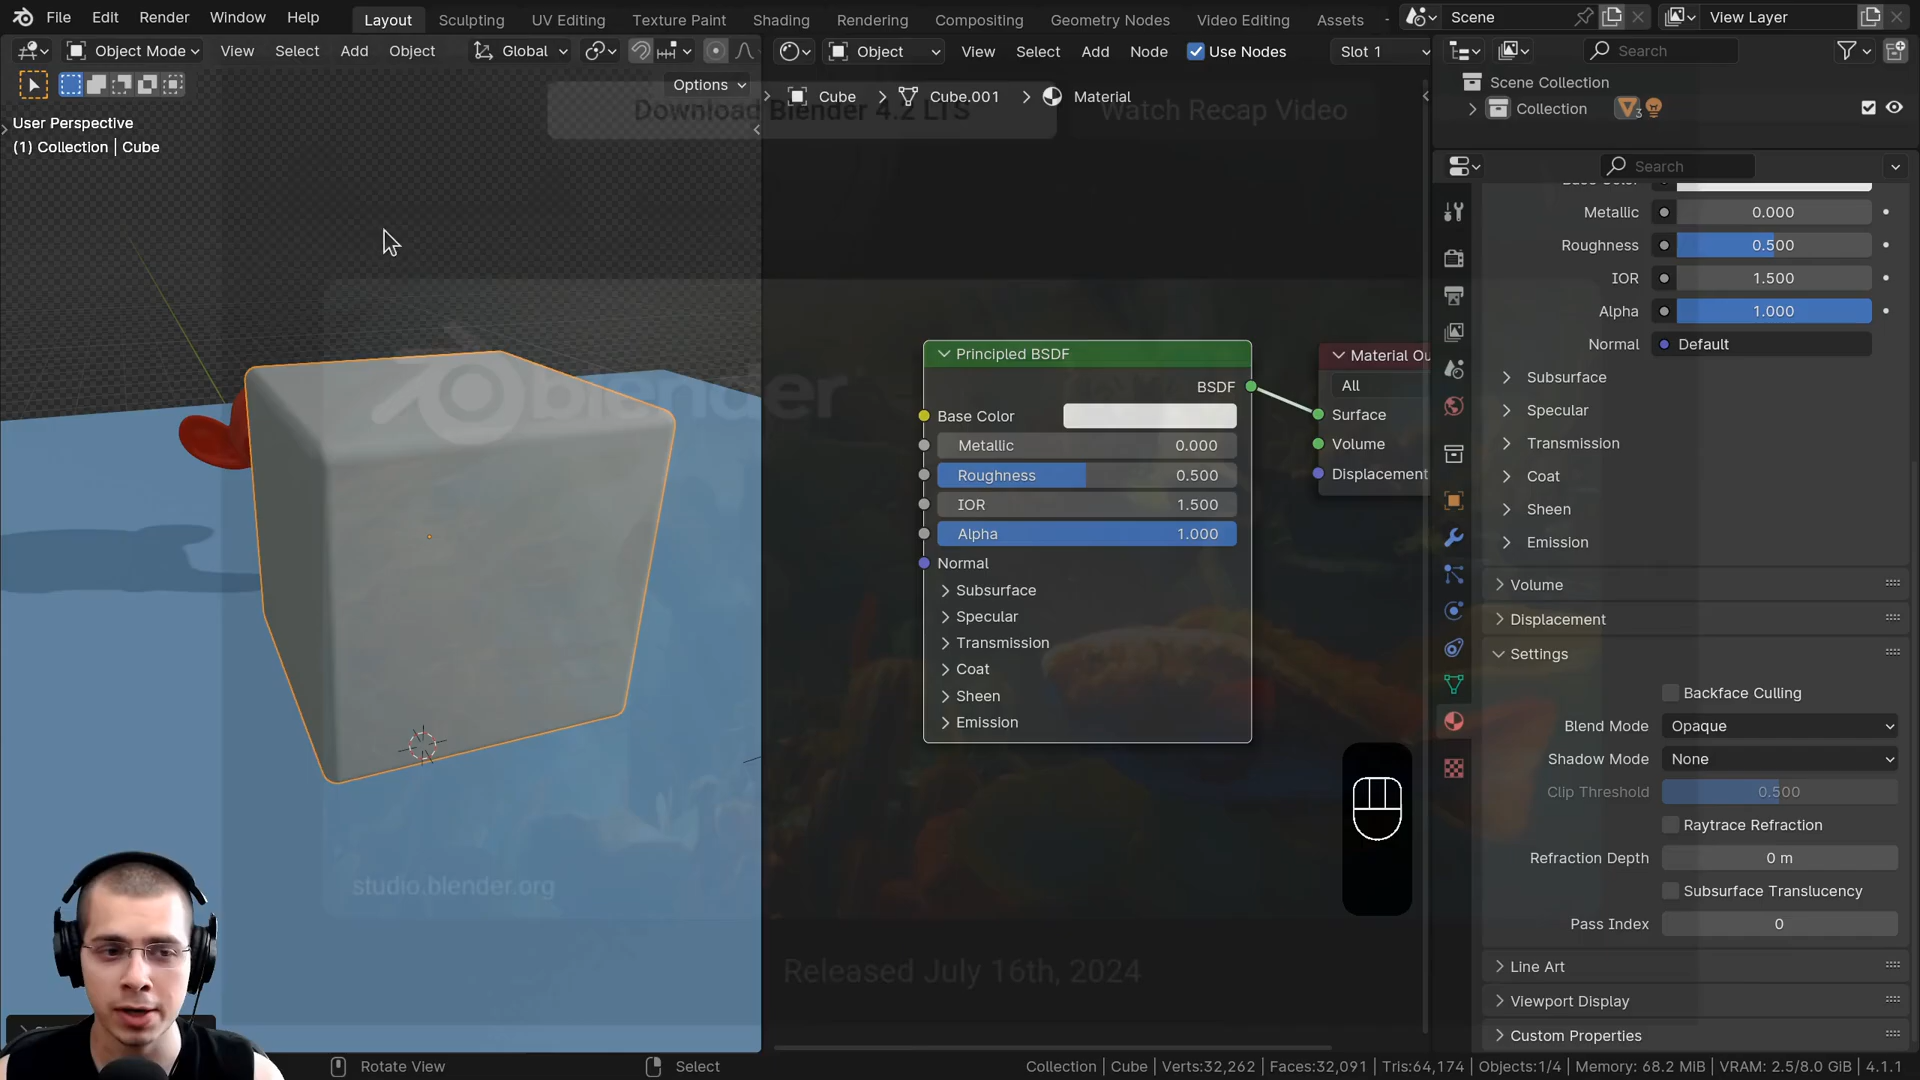 File Edit Render Window Help Layout Sculpting UV Editing Texture Paint Shading Rendering Compositing Geometry Nodes Video Editing Assets Scene View Layer
Object Mode View Select Add Object Global Object View Select Add Node Use Nodes Slot 1 Search
Options
Download Blender 4.2 LTS
Watch Recap Video
Cube Cube.001 Material
Scene Collection
Collection
3
User Perspective
(1) Collection | Cube
Search
Base Color
Metallic 0.000
Roughness 0.500
IOR 1.500
Alpha 1.000
Normal Default
Subsurface
Specular
Transmission
Coat
Sheen
Emission
Volume
Displacement
Settings
Backface Culling
Blend Mode Opaque
Shadow Mode None
Clip Threshold 0.500
Raytrace Refraction
Refraction Depth 0 m
Subsurface Translucency
Pass Index 0
Line Art
Viewport Display
Custom Properties
Principled BSDF
BSDF
Base Color
Metallic 0.000
Roughness 0.500
IOR 1.500
Alpha 1.000
Normal
Subsurface
Specular
Transmission
Coat
Sheen
Emission
Material Ou
All
Surface
Volume
Displacement
blender
studio.blender.org
Released July 16th, 2024
Rotate View Select Collection | Cube | Verts:32,262 | Faces:32,091 | Tris:64,174 | Objects:1/4 | Memory: 68.2 MiB | VRAM: 2.5/8.0 GiB | 4.1.1